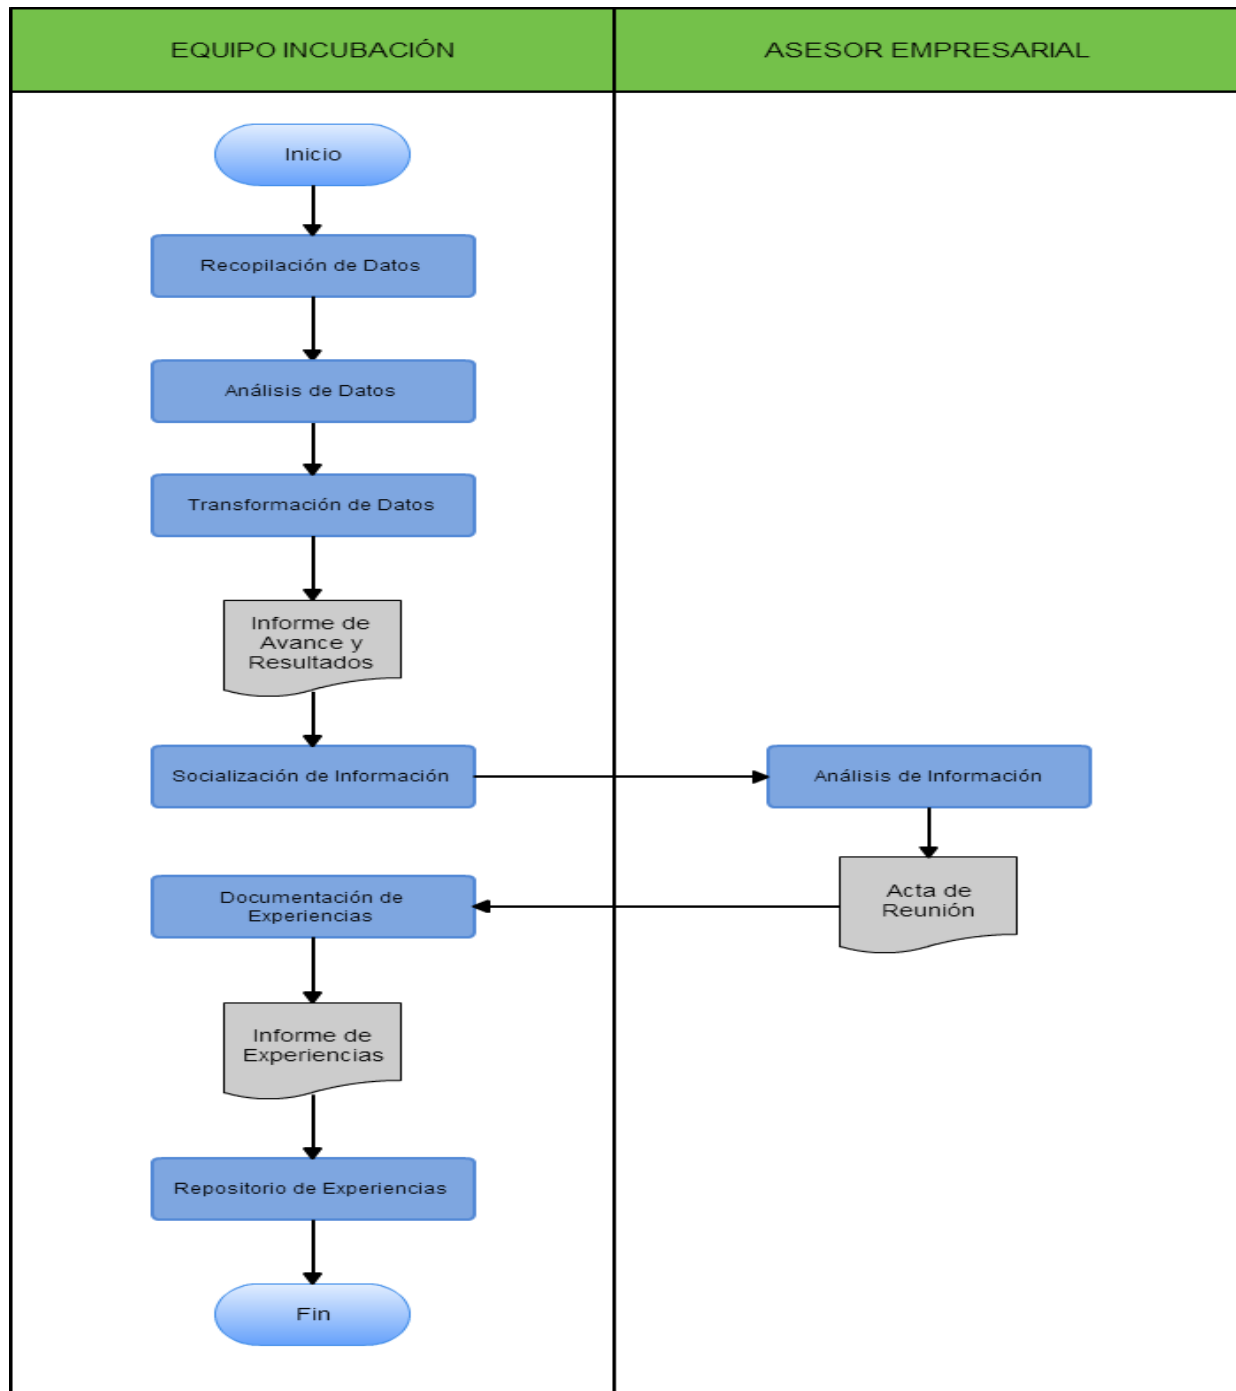 EQUIPO INCUBACIÓN
ASESOR EMPRESARIAL
Inicio
Recopilación de Datos
Análisis de Datos
Transformación de Datos
Informe de
Avance y
Resultados
Socialización de Información
Análisis de Información
Acta de
Reunión
Documentación de
Experiencias
Informe de
Experiencias
Repositorio de Experiencias
Fin